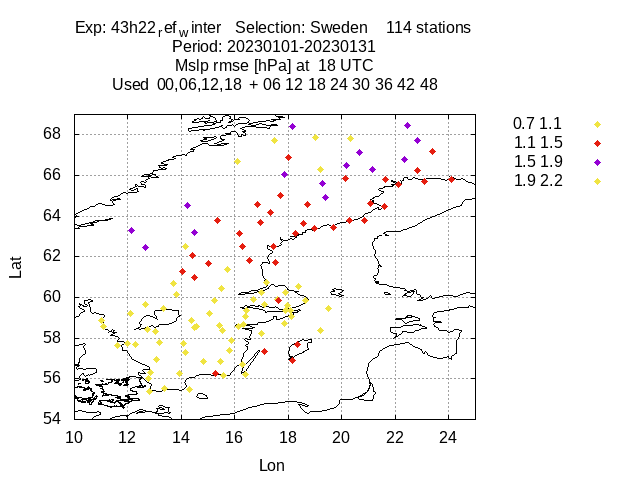 Exp: 43h22refwinter   Selection: Sweden    114 stations
Period: 20230101-20230131
Mslp rmse [hPa] at  18 UTC
Used  00,06,12,18  + 06 12 18 24 30 36 42 48
0.7 1.1
1.1 1.5
1.5 1.9
1.9 2.2
68
66
64
62
60
58
56
54
Lat
10 12 14 16 18 20 22 24
Lon